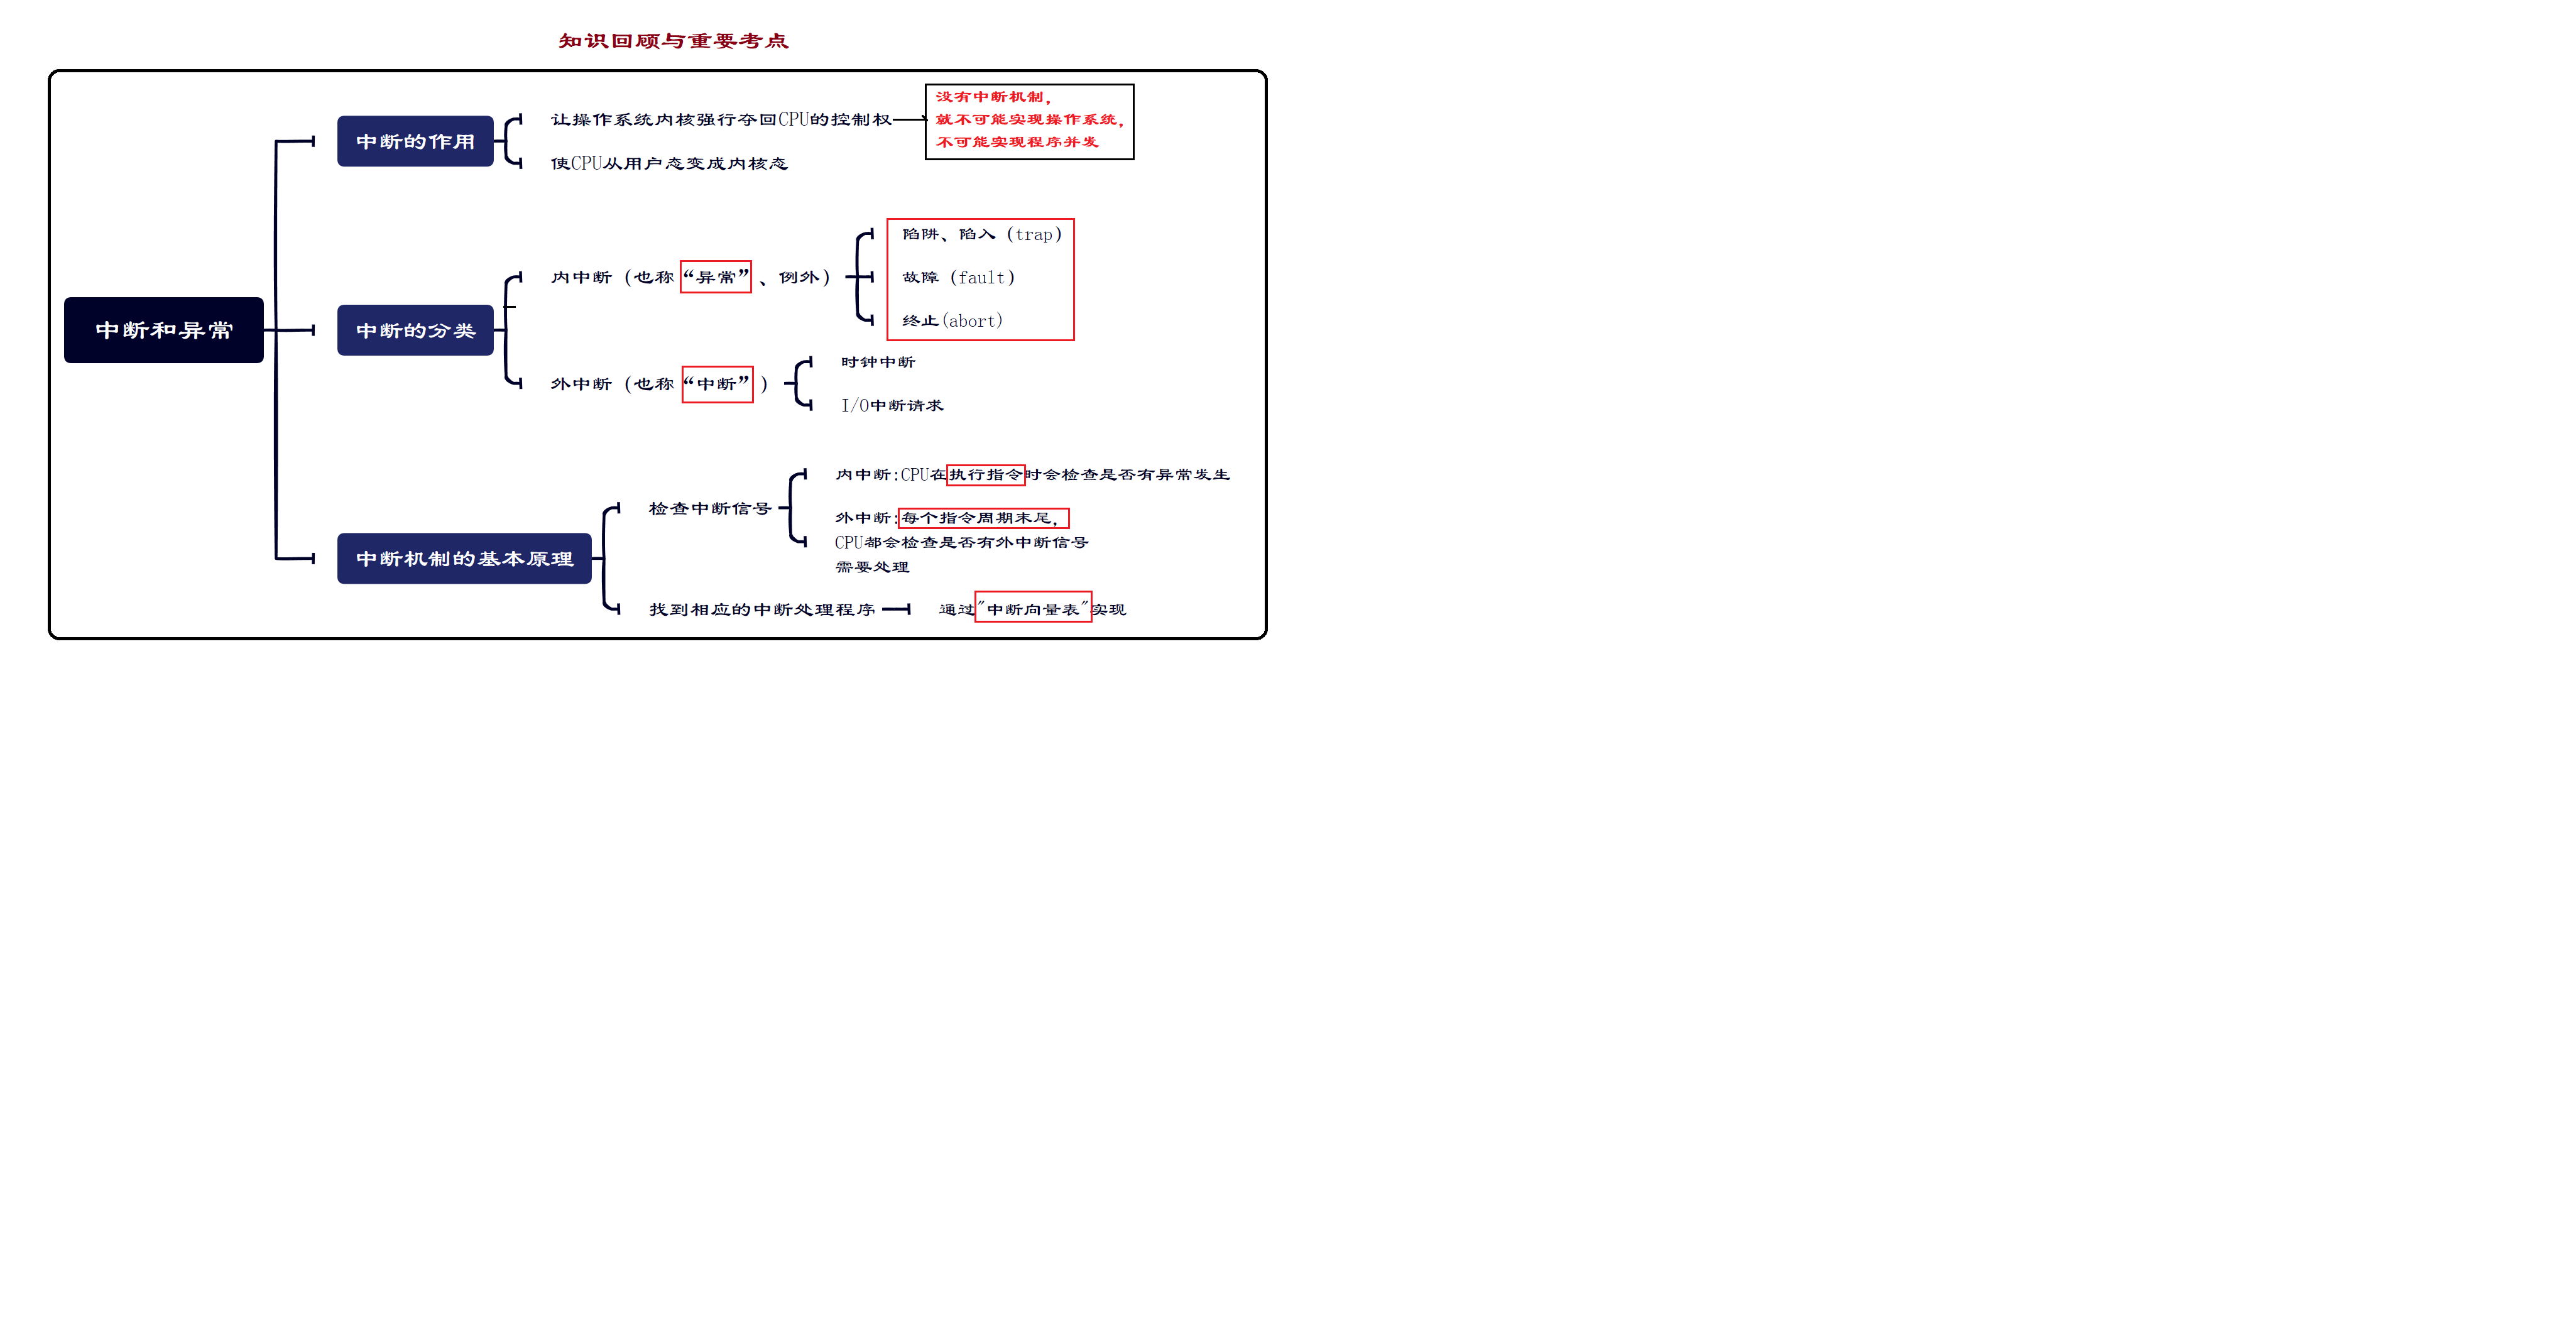 知识回顾与重要考点
中断和异常
中断的作用
让操作系统内核强行夺回CPU的控制权
没有中断机制，
就不可能实现操作系统，
不可能实现程序并发
使CPU从用户态变成内核态
中断的分类
内中断（也称“异常”、例外）
陷阱、陷入（trap）
故障（fault）
终止(abort)
外中断（也称“中断”）
时钟中断
I/O中断请求
中断机制的基本原理
检查中断信号
内中断:CPU在执行指令时会检查是否有异常发生
外中断:每个指令周期末尾，
CPU都会检查是否有外中断信号
需要处理
找到相应的中断处理程序
通过"中断向量表"实现